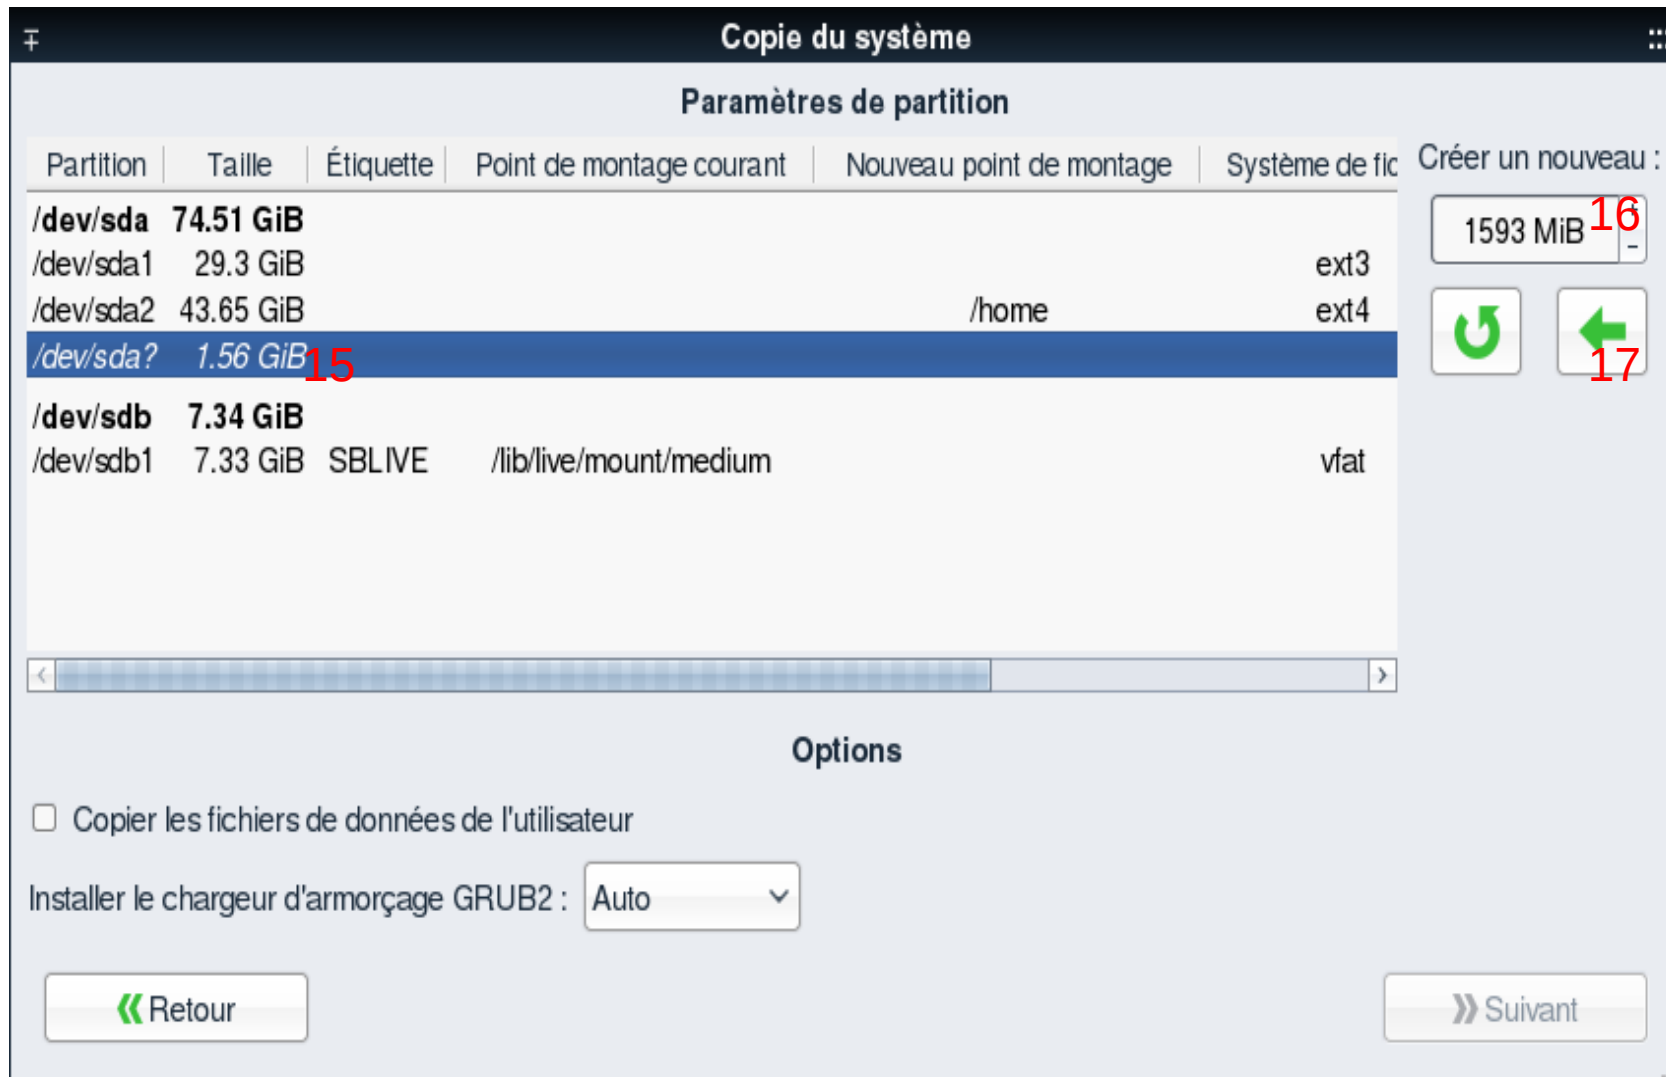 Copie du système
Paramètres de partition
Partition Taille Étiquette Point de montage courant Nouveau point de montage Système de fic
Créer un nouveau :
/dev/sda 74.51 GiB
1593 MiB 16
/dev/sda1 29.3 GiB ext3
/dev/sda2 43.65 GiB /home ext4
/dev/sda? 1.56 GiB 15
17
/dev/sdb 7.34 GiB
/dev/sdb1 7.33 GiB SBLIVE /lib/live/mount/medium vfat
Options
Copier les fichiers de données de l'utilisateur
Installer le chargeur d'armorçage GRUB2 : Auto
Retour
Suivant